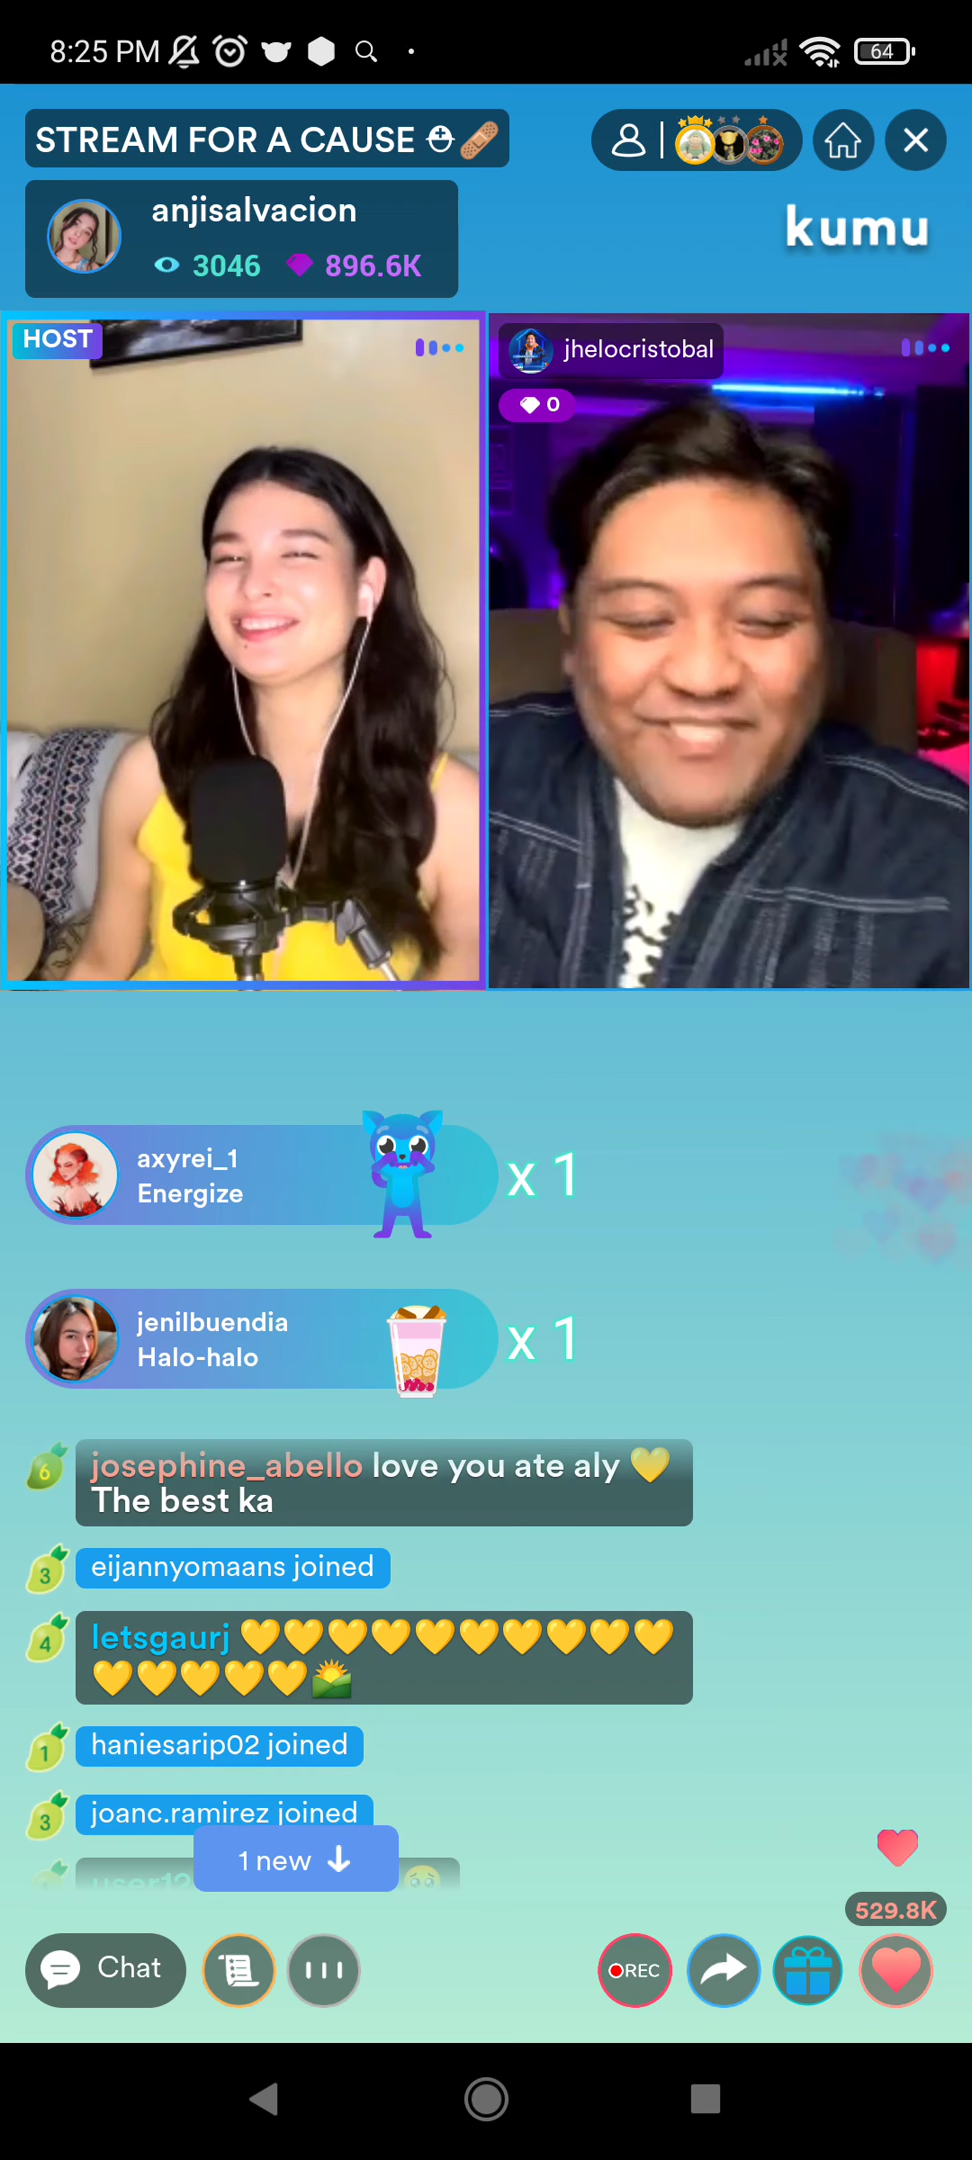 8:25 PM
64
STREAM FOR A CAUSE
anjisalvacion
3046 896.6K
kumu
HOST
jhelocristobal
0
axyrei_1
Energize
x 1
jenilbuendia
Halo-halo
x 1
6 josephine_abello love you ate aly 💛
The best ka
3 eijannyomaans joined
4 letsgaurj 💛💛💛💛💛💛💛💛💛💛
💛💛💛💛💛🌄
1 haniesarip02 joined
3 joanc.ramirez joined
1 new ↓
529.8K
Chat
REC